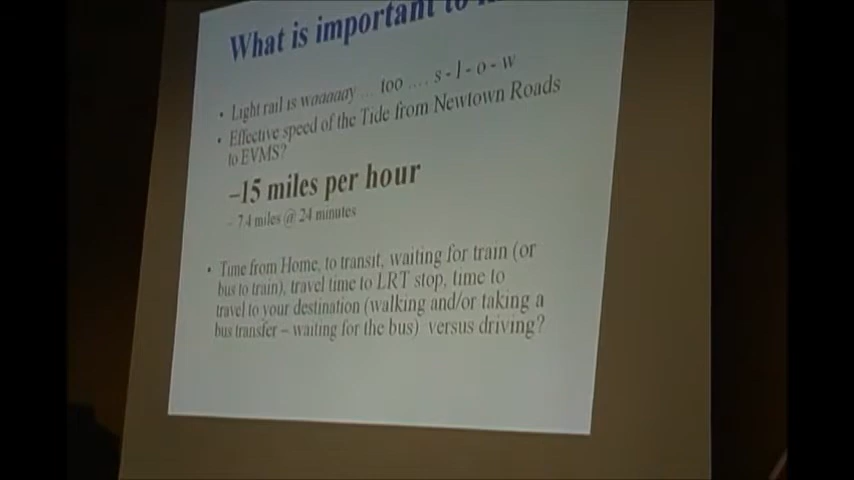 What is important to
• Light rail is waaaaay ... too .... s - l - o - w
• Effective speed of the Tide from Newtown Roads
to EVMS?
–15 miles per hour
– 7.4 miles @ 24 minutes
• Time from Home, to transit, waiting for train (or
bus to train), travel time to LRT stop, time to
travel to your destination (walking and/or taking a
bus transfer – waiting for the bus) versus driving?